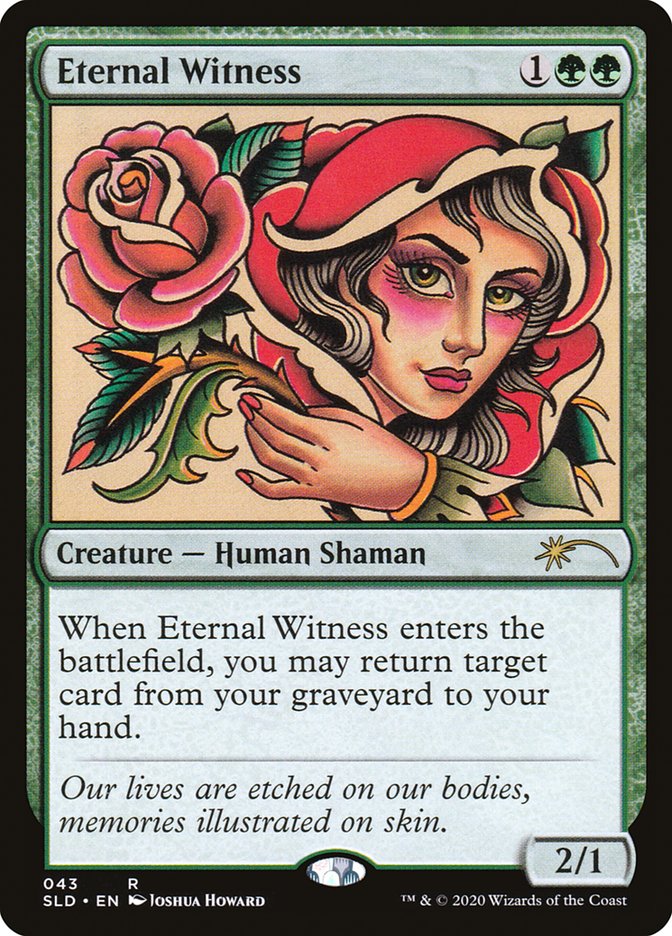 Eternal Witness 1
Creature — Human Shaman
When Eternal Witness enters the
battlefield, you may return target
card from your graveyard to your
hand.
Our lives are etched on our bodies,
memories illustrated on skin.
2/1
043 R
SLD • EN Joshua Howard
™ & © 2020 Wizards of the Coast